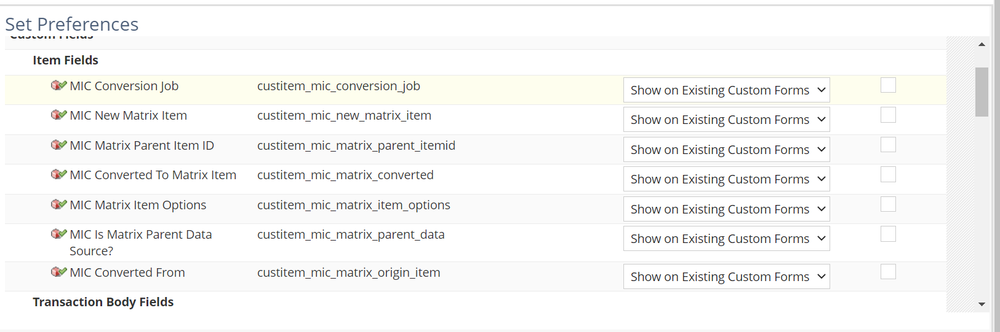 Set Preferences
Custom Fields
Item Fields
MIC Conversion Job custitem_mic_conversion_job Show on Existing Custom Forms
MIC New Matrix Item custitem_mic_new_matrix_item Show on Existing Custom Forms
MIC Matrix Parent Item ID custitem_mic_matrix_parent_itemid Show on Existing Custom Forms
MIC Converted To Matrix Item custitem_mic_matrix_converted Show on Existing Custom Forms
MIC Matrix Item Options custitem_mic_matrix_item_options Show on Existing Custom Forms
MIC Is Matrix Parent Data custitem_mic_matrix_parent_data Show on Existing Custom Forms
Source?
MIC Converted From custitem_mic_matrix_origin_item Show on Existing Custom Forms
Transaction Body Fields